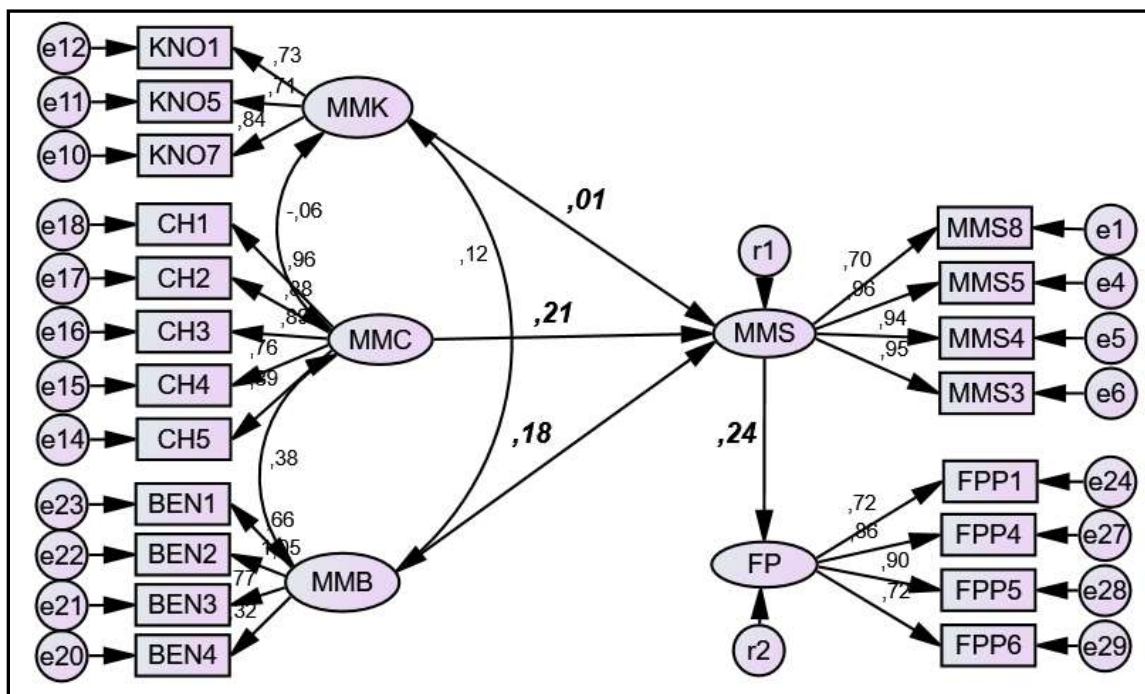 e12 KNO1
,73
e11 KNO5
,71
MMK
e10 KNO7
,84
e18 CH1
-,06
,96
e17 CH2
,88
e16 CH3
,76
MMC
e15 CH4
,89
e14 CH5
,38
e23 BEN1
,66
e22 BEN2
MMB
e21 BEN3
77
e20 BEN4
32
,01
,12
,21
,18
r1
MMS
,24
FP
r2
,70
MMS8 e1
,96
MMS5 e4
,94
MMS4 e5
,95
MMS3 e6
,72
FPP1 e24
,86
FPP4 e27
,90
FPP5 e28
,72
FPP6 e29